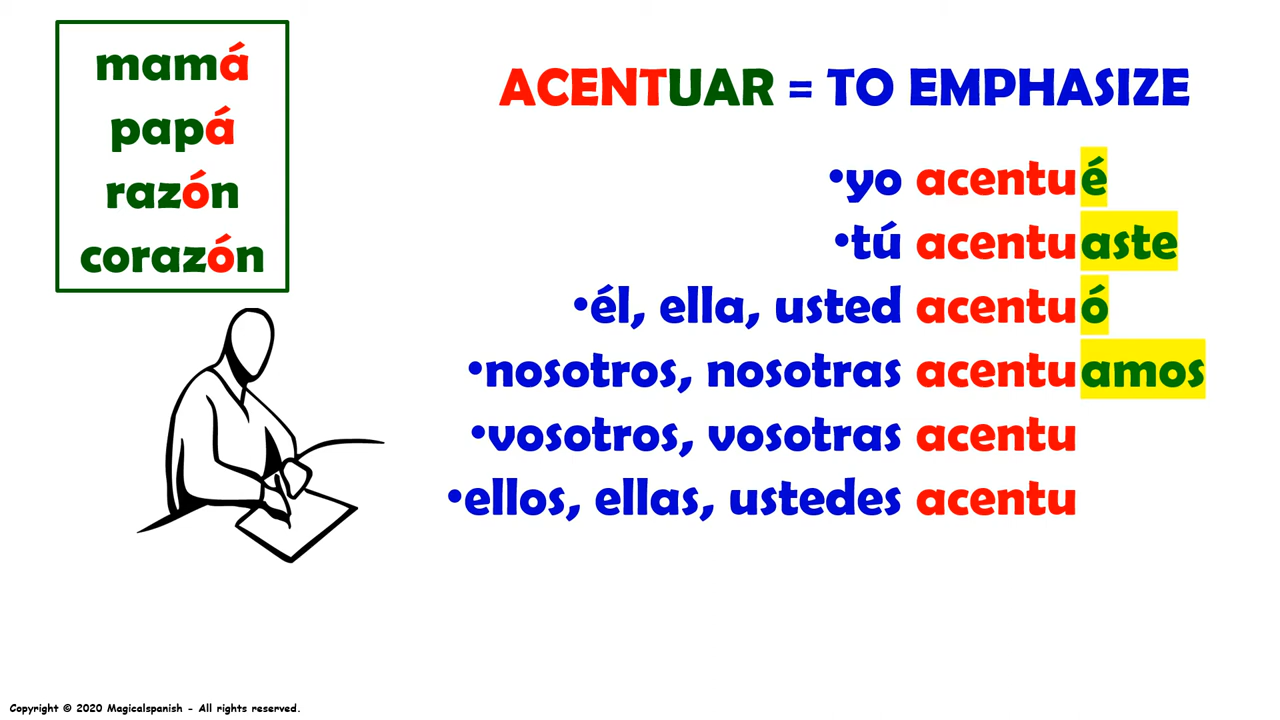 mamá
papá
razón
corazón
ACENTUAR = TO EMPHASIZE
•yo acentué
•tú acentuaste
•él, ella, usted acentuó
•nosotros, nosotras acentuamos
•vosotros, vosotras acentu
•ellos, ellas, ustedes acentu
Copyright © 2020 Magicalspanish - All rights reserved.